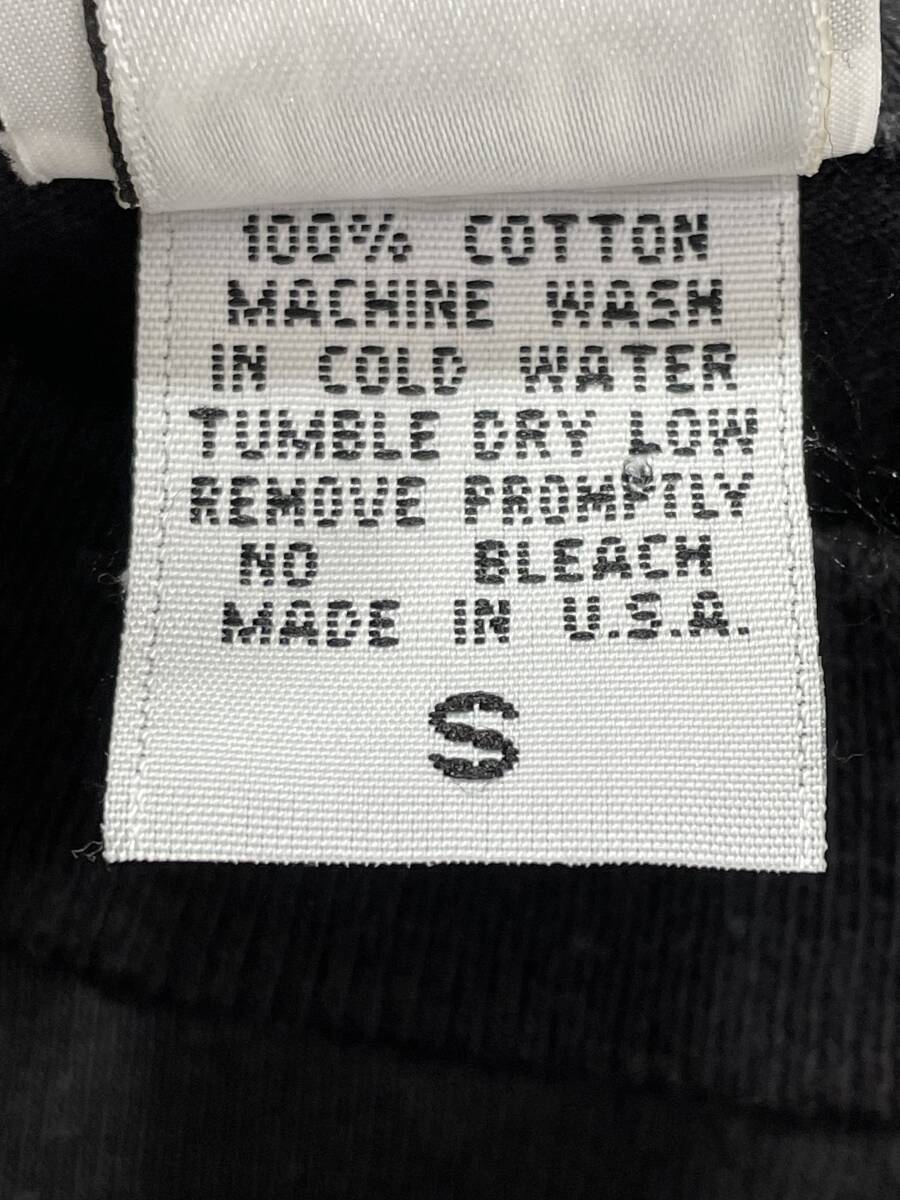 100% COTTON
MACHINE WASH
IN COLD WATER
TUMBLE DRY LOW
REMOVE PROMPTLY
NO BLEACH
MADE IN U.S.A.
S